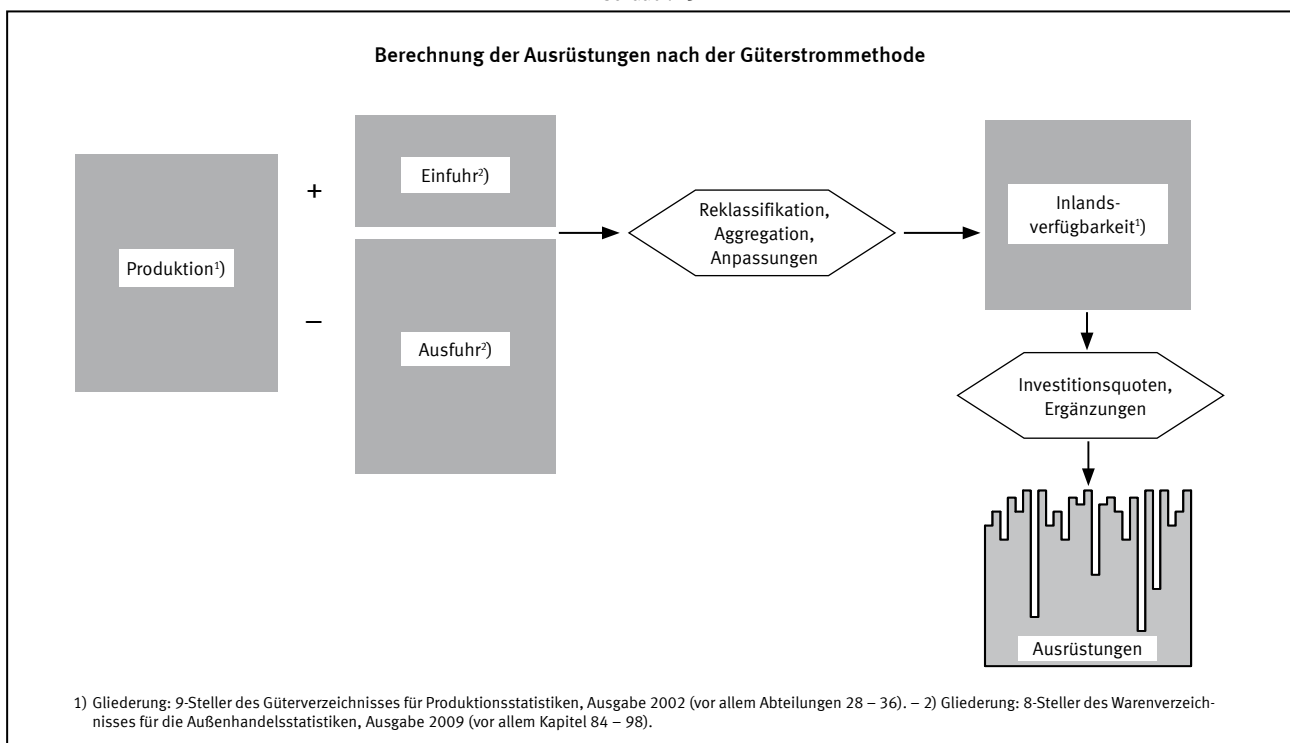 Berechnung der Ausrüstungen nach der Güterstrommethode
Produktion¹)
+
–
Einfuhr²)
Ausfuhr²)
Reklassifikation,
Aggregation,
Anpassungen
Inlands-
verfügbarkeit¹)
Investitionsquoten,
Ergänzungen
Ausrüstungen
1) Gliederung: 9-Steller des Güterverzeichnisses für Produktionsstatistiken, Ausgabe 2002 (vor allem Abteilungen 28 – 36). – 2) Gliederung: 8-Steller des Warenverzeich-
nisses für die Außenhandelsstatistiken, Ausgabe 2009 (vor allem Kapitel 84 – 98).